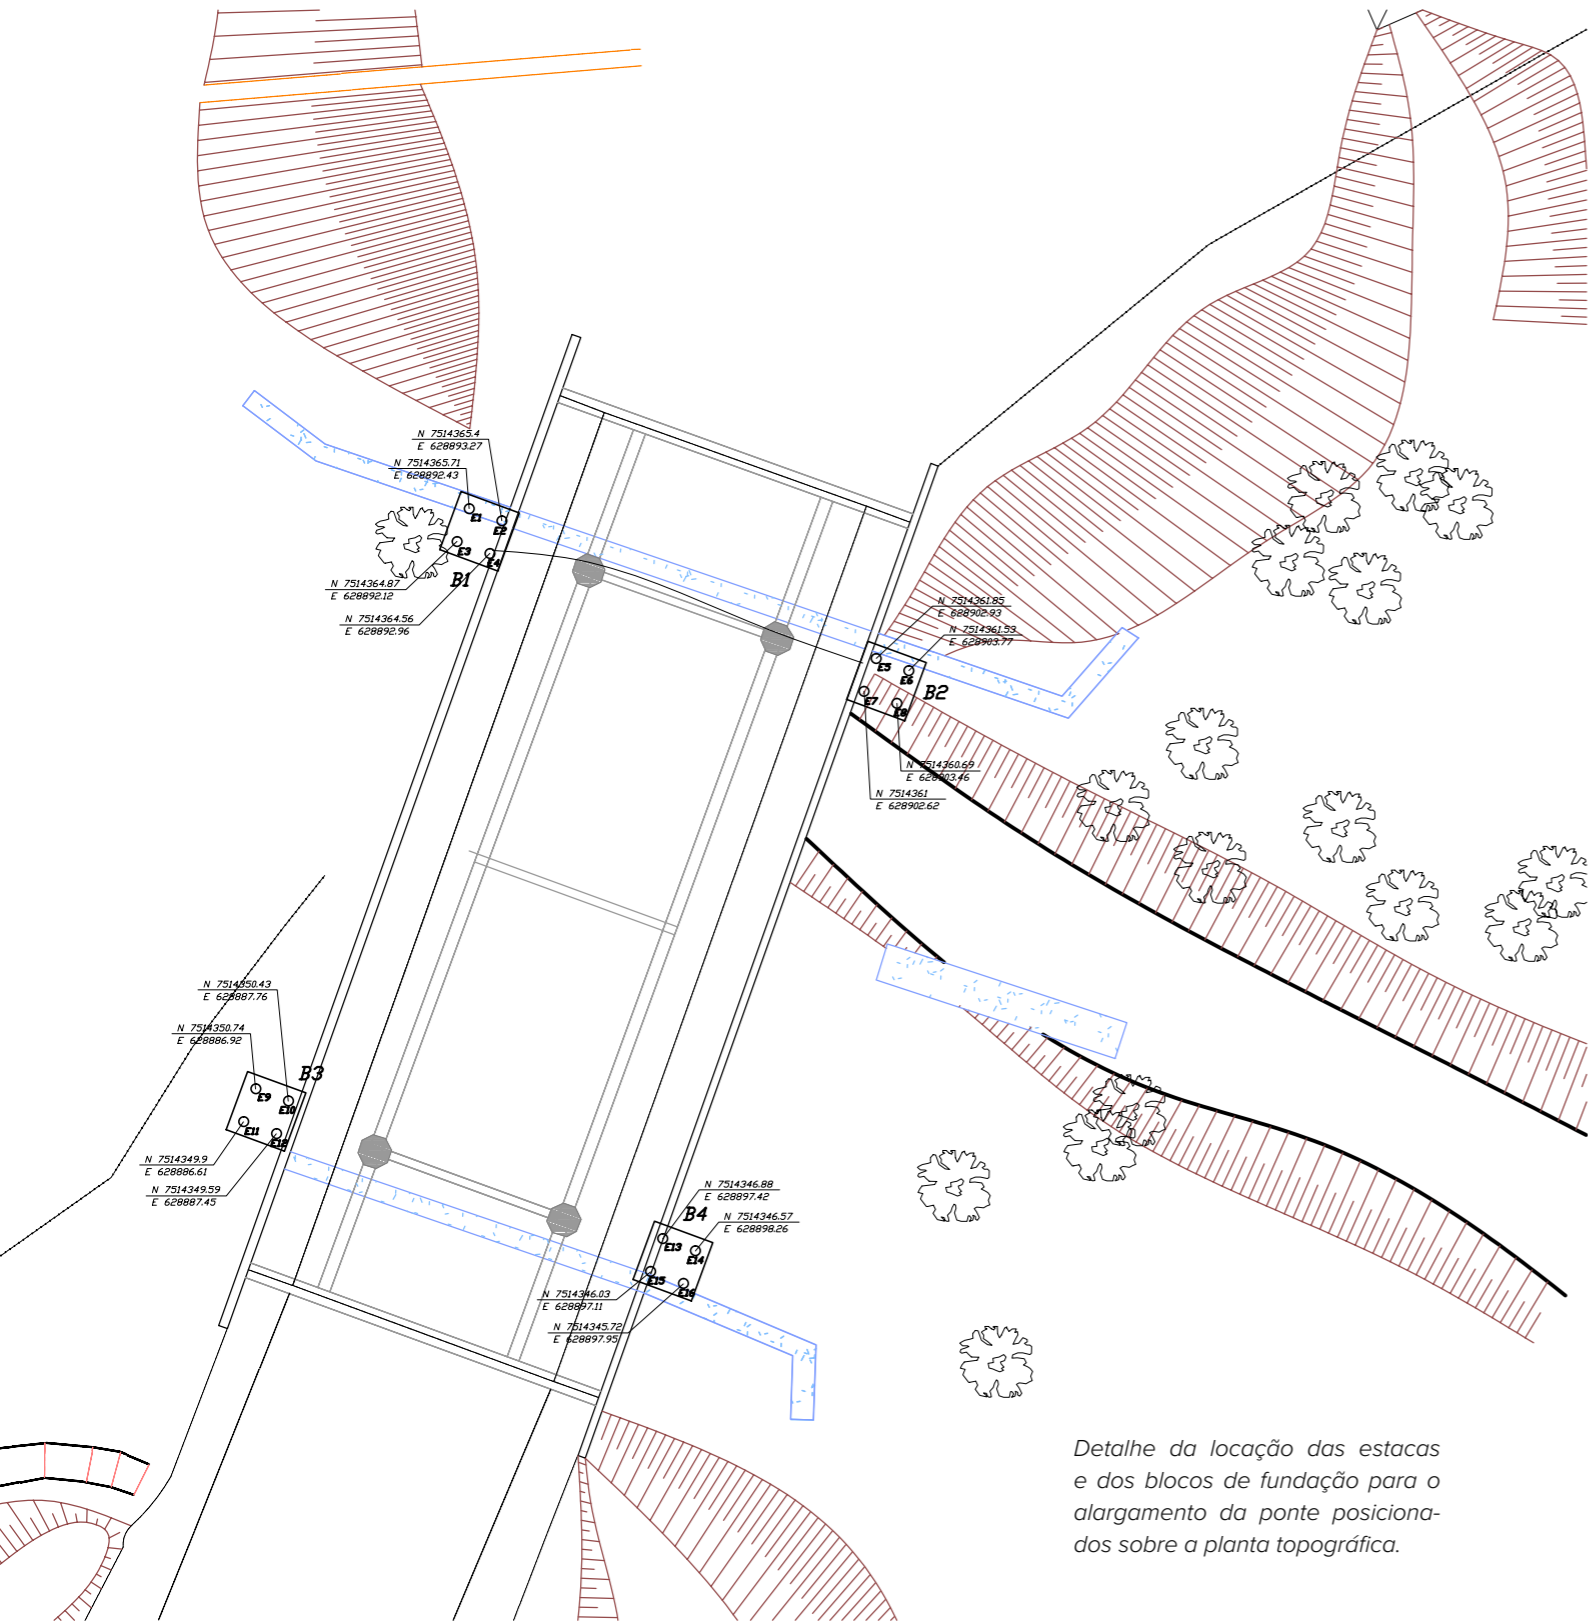 N 7514365.4
E 628893.27
N 7514365.71
E 628892.43
E1
E2
E3
E4
B1
N 7514364.87
E 628892.12
N 7514364.56
E 628892.96
N 7514361.85
E 628902.93
N 7514361.53
E 628903.77
E5
E6
E7
E8
B2
N 7514360.69
E 628903.46
N 7514361
E 628902.62
N 7514350.43
E 628887.76
N 7514350.74
E 628886.92
B3
E9
E10
E11
E12
N 7514349.9
E 628886.61
N 7514349.59
E 628887.45
N 7514346.88
E 628897.42
B4
N 7514346.57
E 628898.26
E13
E14
E15
E16
N 7514346.03
E 628897.11
N 7514345.72
E 628897.95
Detalhe da locação das estacas
e dos blocos de fundação para o
alargamento da ponte posiciona-
dos sobre a planta topográfica.